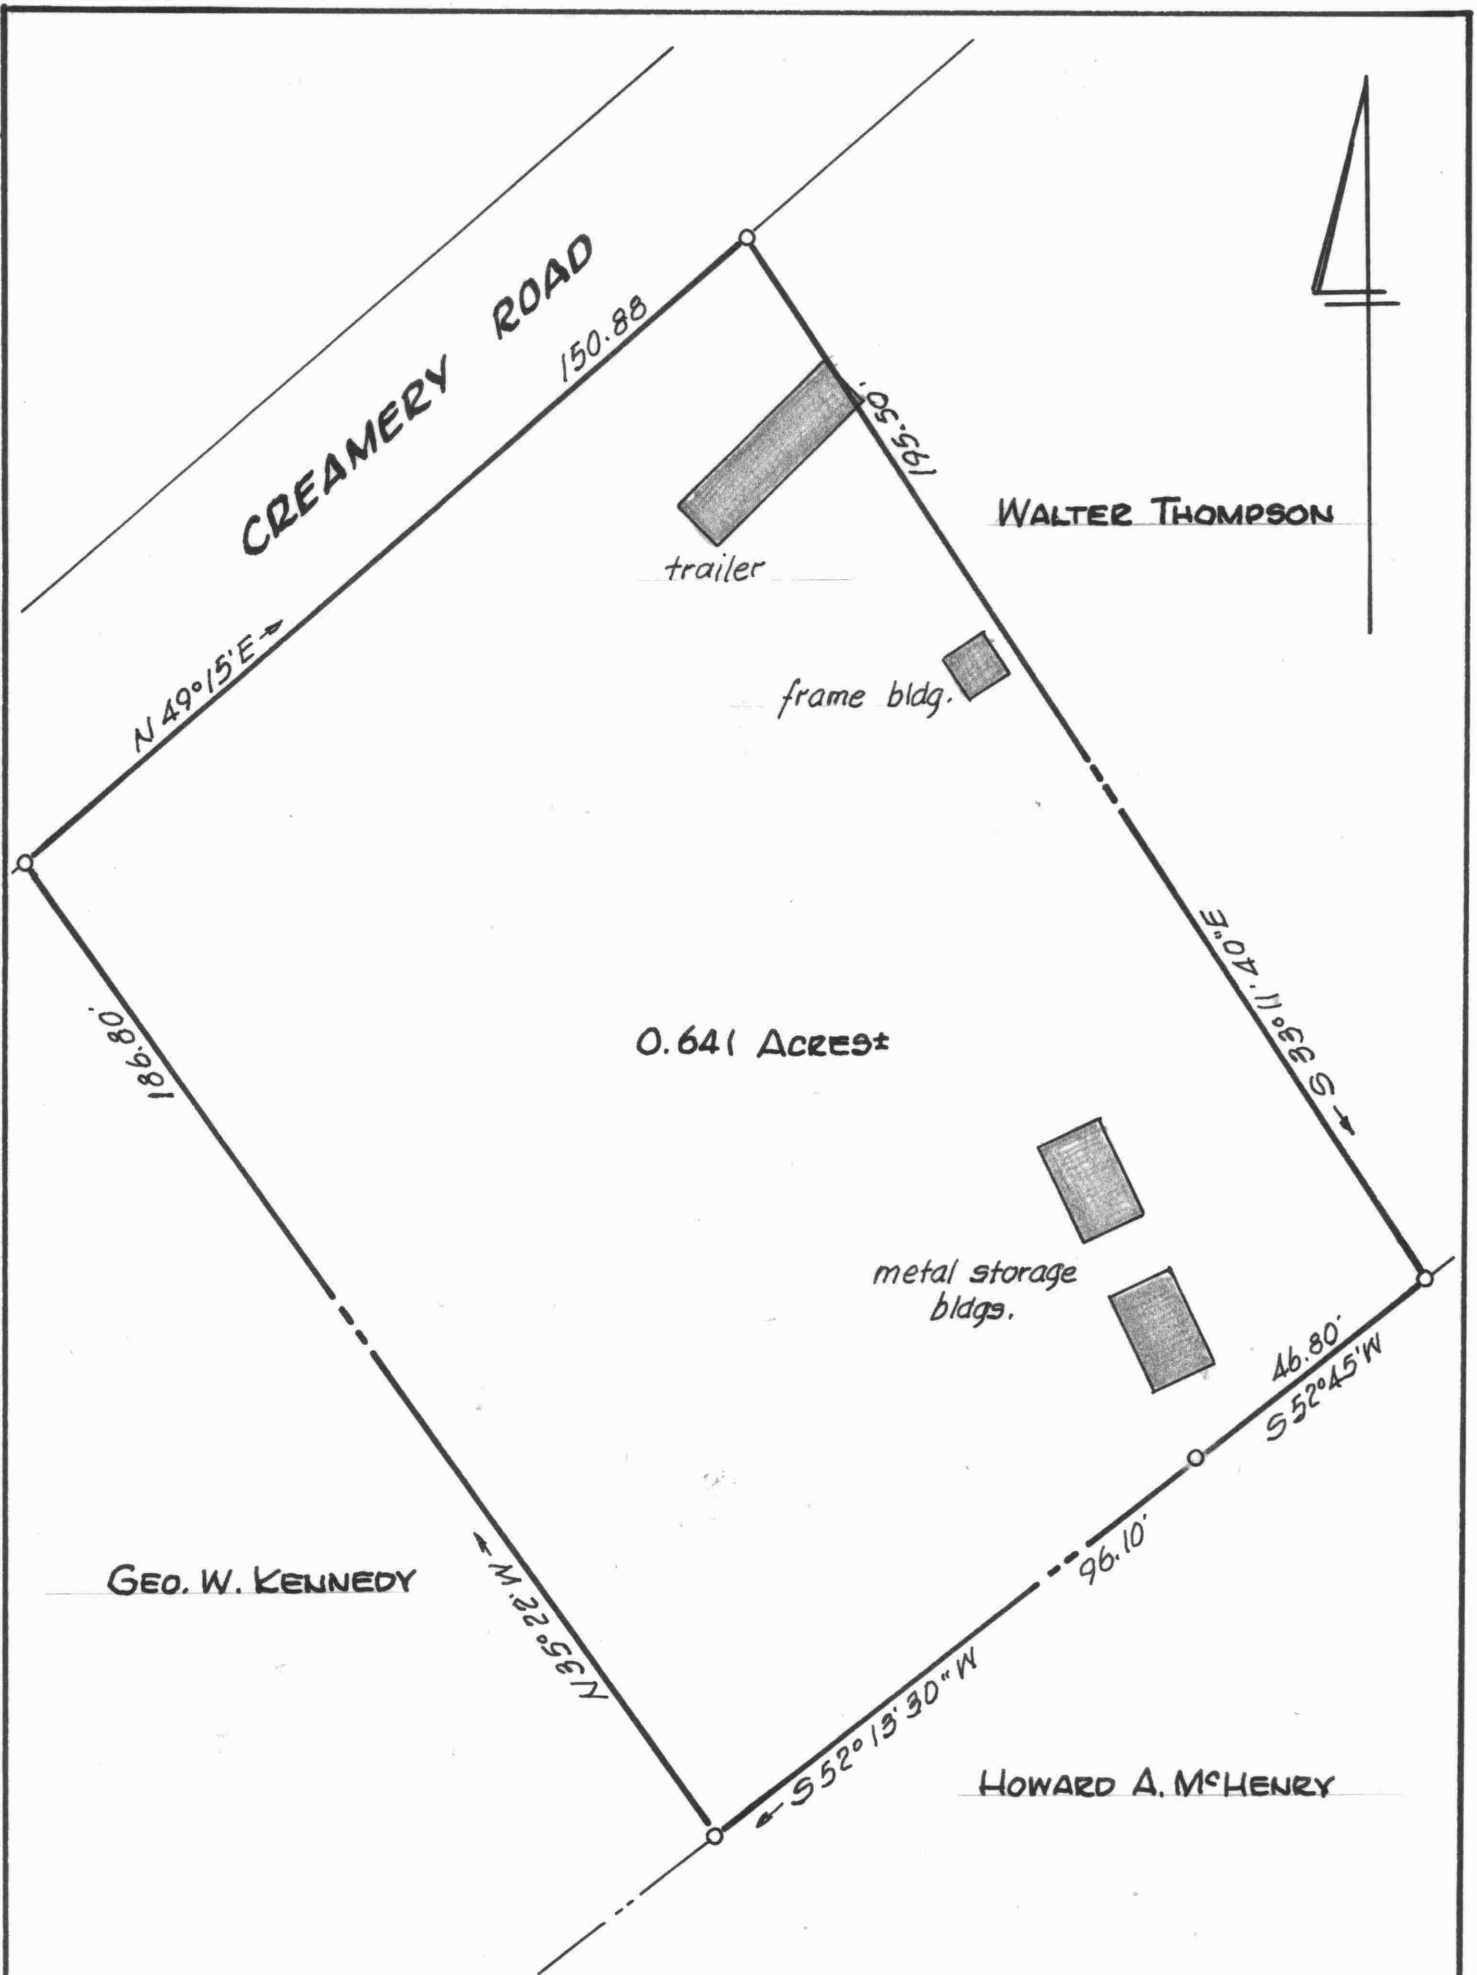 CREAMERY ROAD
150.88
N 49°15'E
195.50'
WALTER THOMPSON
trailer
frame bldg.
S 33°11'40"E
186.80'
0.641 ACRES±
metal storage
bldgs.
46.80'
S 52°45'W
96.10'
GEO. W. KENNEDY
N 35°22'W
S 52°13'30"W
HOWARD A. McHENRY